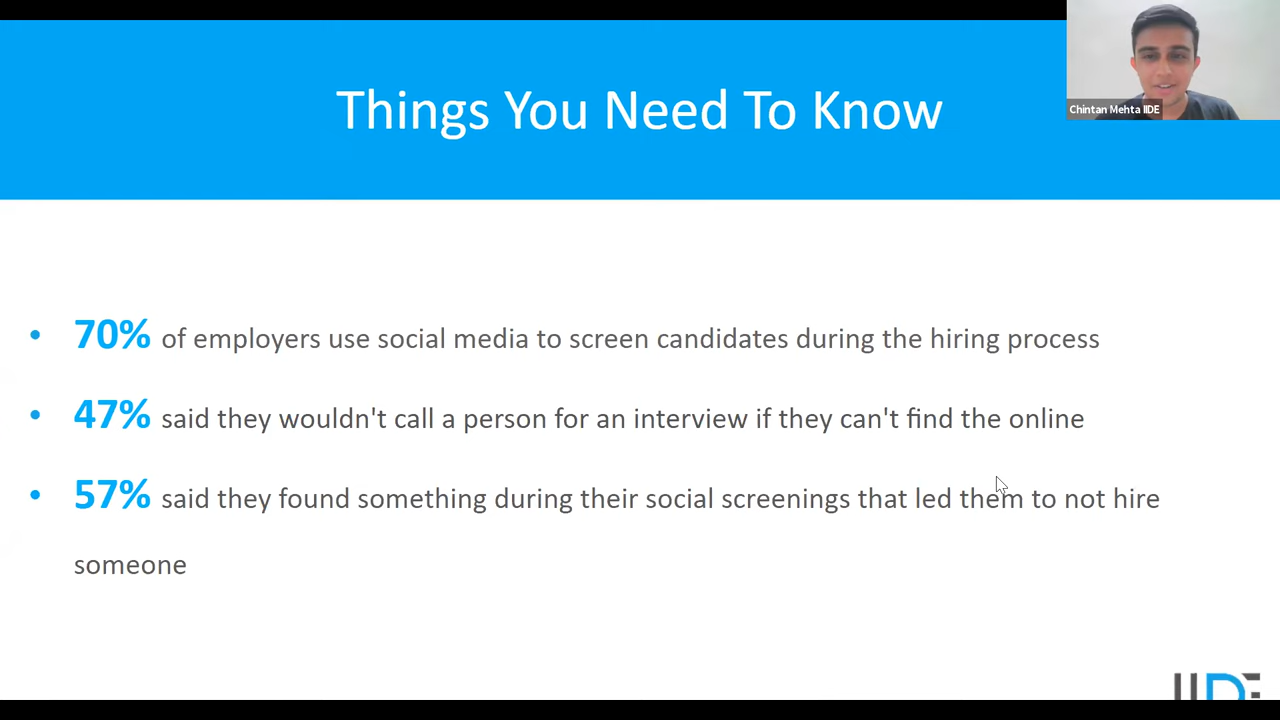 Things You Need To Know
Chintan Mehta IIDE
• 70% of employers use social media to screen candidates during the hiring process
• 47% said they wouldn't call a person for an interview if they can't find the online
• 57% said they found something during their social screenings that led them to not hire
someone
IIDE